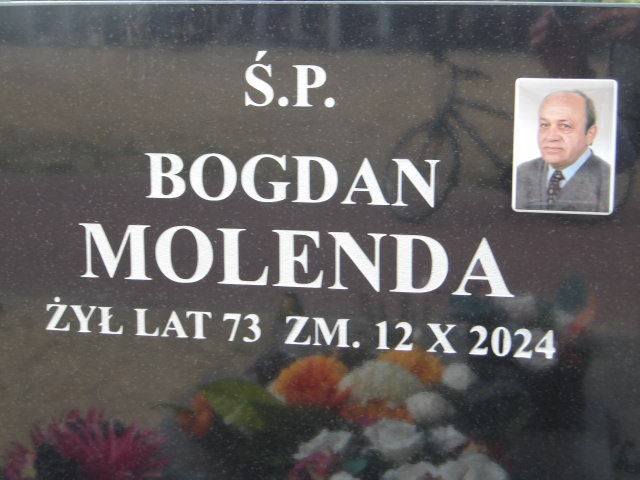 Ś.P.
BOGDAN
MOLENDA
ŻYŁ LAT 73 ZM. 12 X 2024